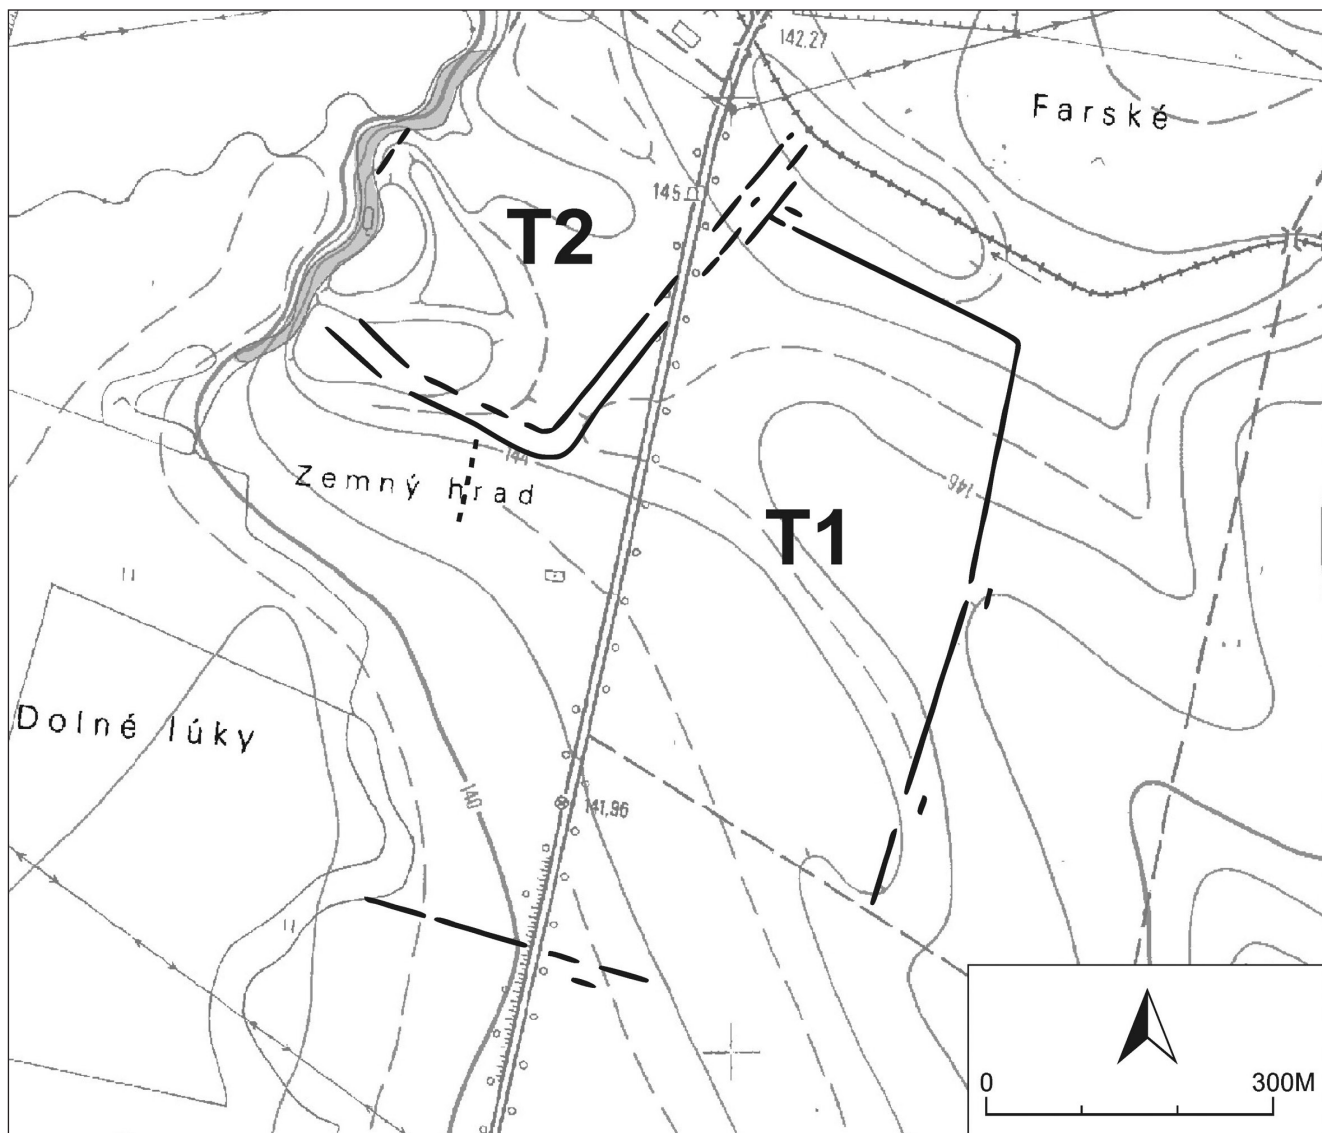 142.27
Farské
145
T2
144
Zemný hrad
146
T1
Dolné lúky
140
141.96
0 300M